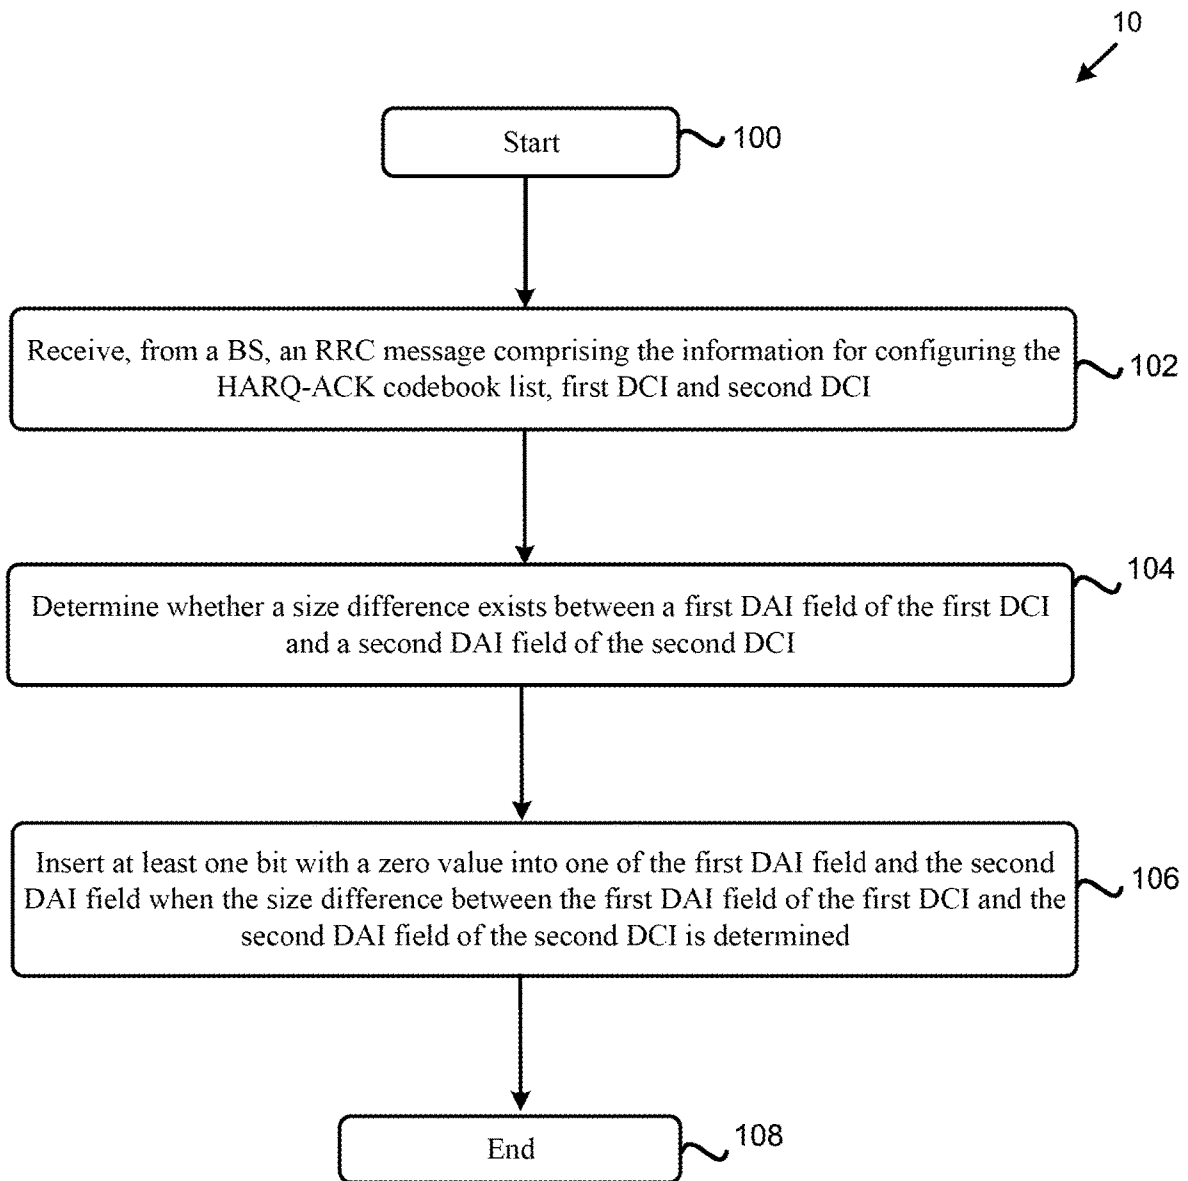 10
Start
100
Receive, from a BS, an RRC message comprising the information for configuring the
HARQ-ACK codebook list, first DCI and second DCI
102
104
Determine whether a size difference exists between a first DAI field of the first DCI
and a second DAI field of the second DCI
Insert at least one bit with a zero value into one of the first DAI field and the second
DAI field when the size difference between the first DAI field of the first DCI and the
second DAI field of the second DCI is determined
106
End
108